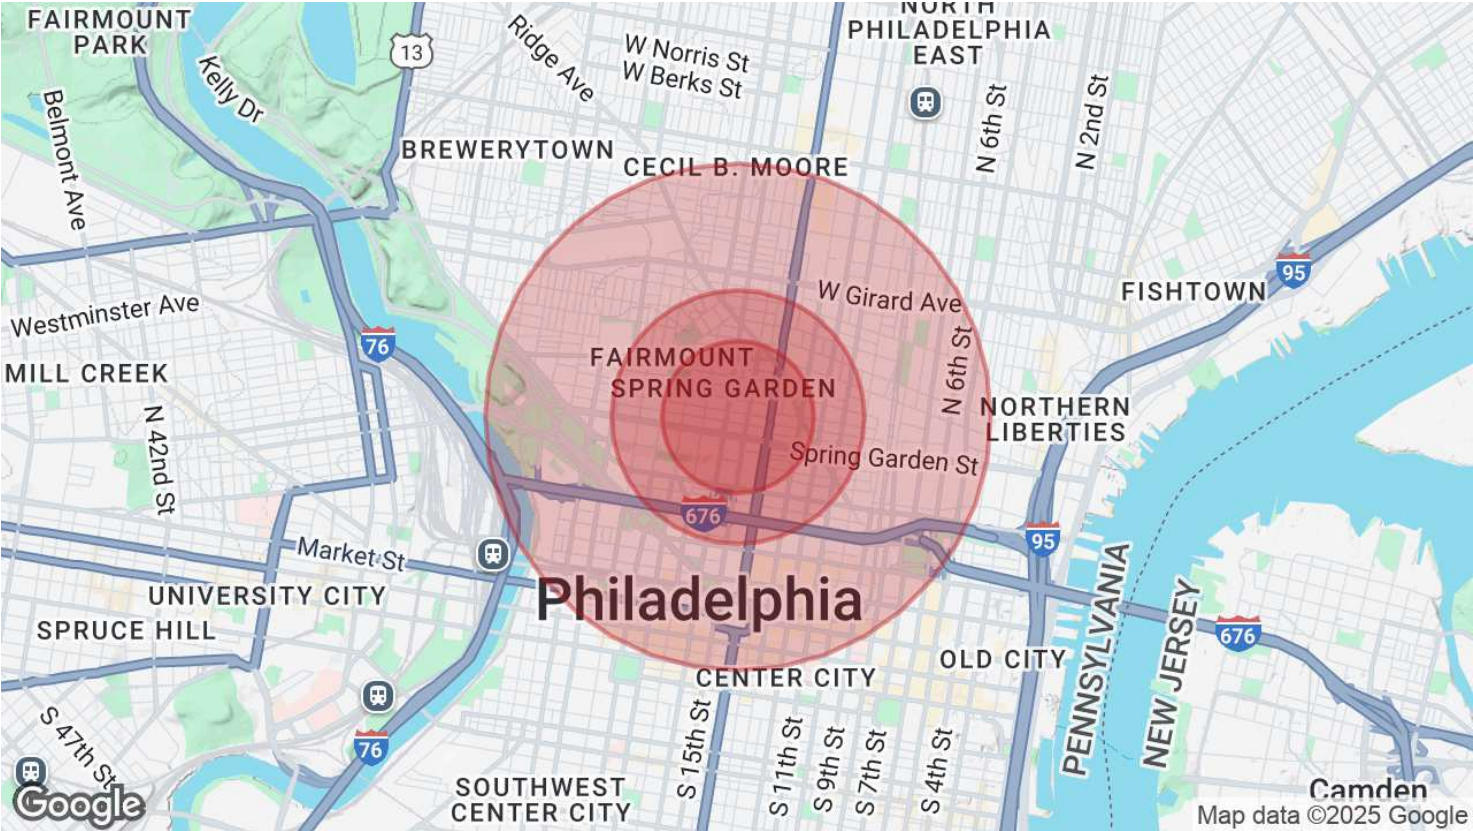 FAIRMOUNT
PARK
13
Ridge Ave
W Norris St
W Berks St
NORTH
PHILADELPHIA
EAST
Kelly Dr
Belmont Ave
N 6th St
N 2nd St
BREWERYTOWN
CECIL B. MOORE
95
FISHTOWN
W Girard Ave
Westminster Ave
76
MILL CREEK
FAIRMOUNT
SPRING GARDEN
N 6th St
NORTHERN
LIBERTIES
N 42nd St
Spring Garden St
676
95
Market St
UNIVERSITY CITY
Philadelphia
SPRUCE HILL
PENNSYLVANIA
NEW JERSEY
676
OLD CITY
CENTER CITY
S 47th St
76
S 15th St
S 11th St
S 9th St
S 7th St
S 4th St
SOUTHWEST
CENTER CITY
Camden
Google
Map data ©2025 Google